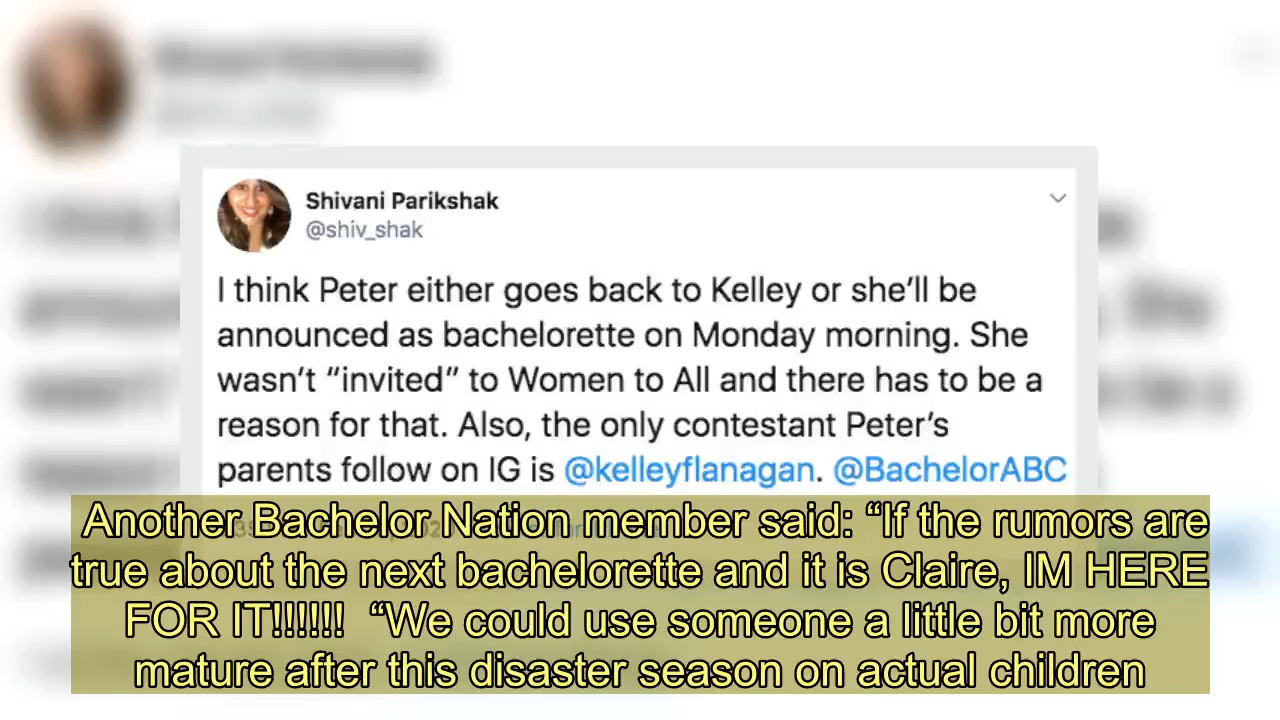 Shivani Parikshak
@shiv_shak
I think Peter either goes back to Kelley or she’ll be
announced as bachelorette on Monday morning. She
wasn’t “invited” to Women to All and there has to be a
reason for that. Also, the only contestant Peter’s
parents follow on IG is @kelleyflanagan. @BachelorABC
Another Bachelor Nation member said: “If the rumors are
true about the next bachelorette and it is Claire, IM HERE
FOR IT!!!!!! “We could use someone a little bit more
mature after this disaster season on actual children